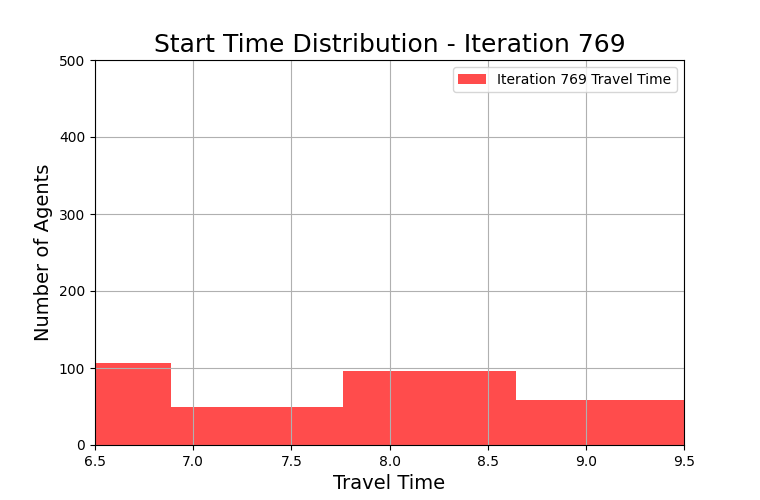 Start Time Distribution - Iteration 769
Iteration 769 Travel Time
Number of Agents
500
400
300
200
100
0
6.5 7.0 7.5 8.0 8.5 9.0 9.5
Travel Time